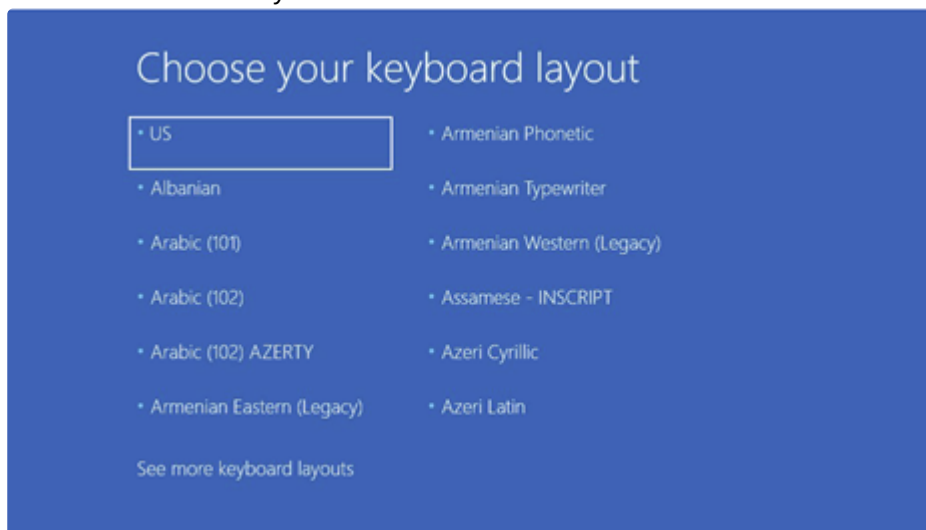 Choose your keyboard layout
• US
• Albanian
• Arabic (101)
• Arabic (102)
• Arabic (102) AZERTY
• Armenian Eastern (Legacy)
• Armenian Phonetic
• Armenian Typewriter
• Armenian Western (Legacy)
• Assamese - INSCRIPT
• Azeri Cyrillic
• Azeri Latin
See more keyboard layouts